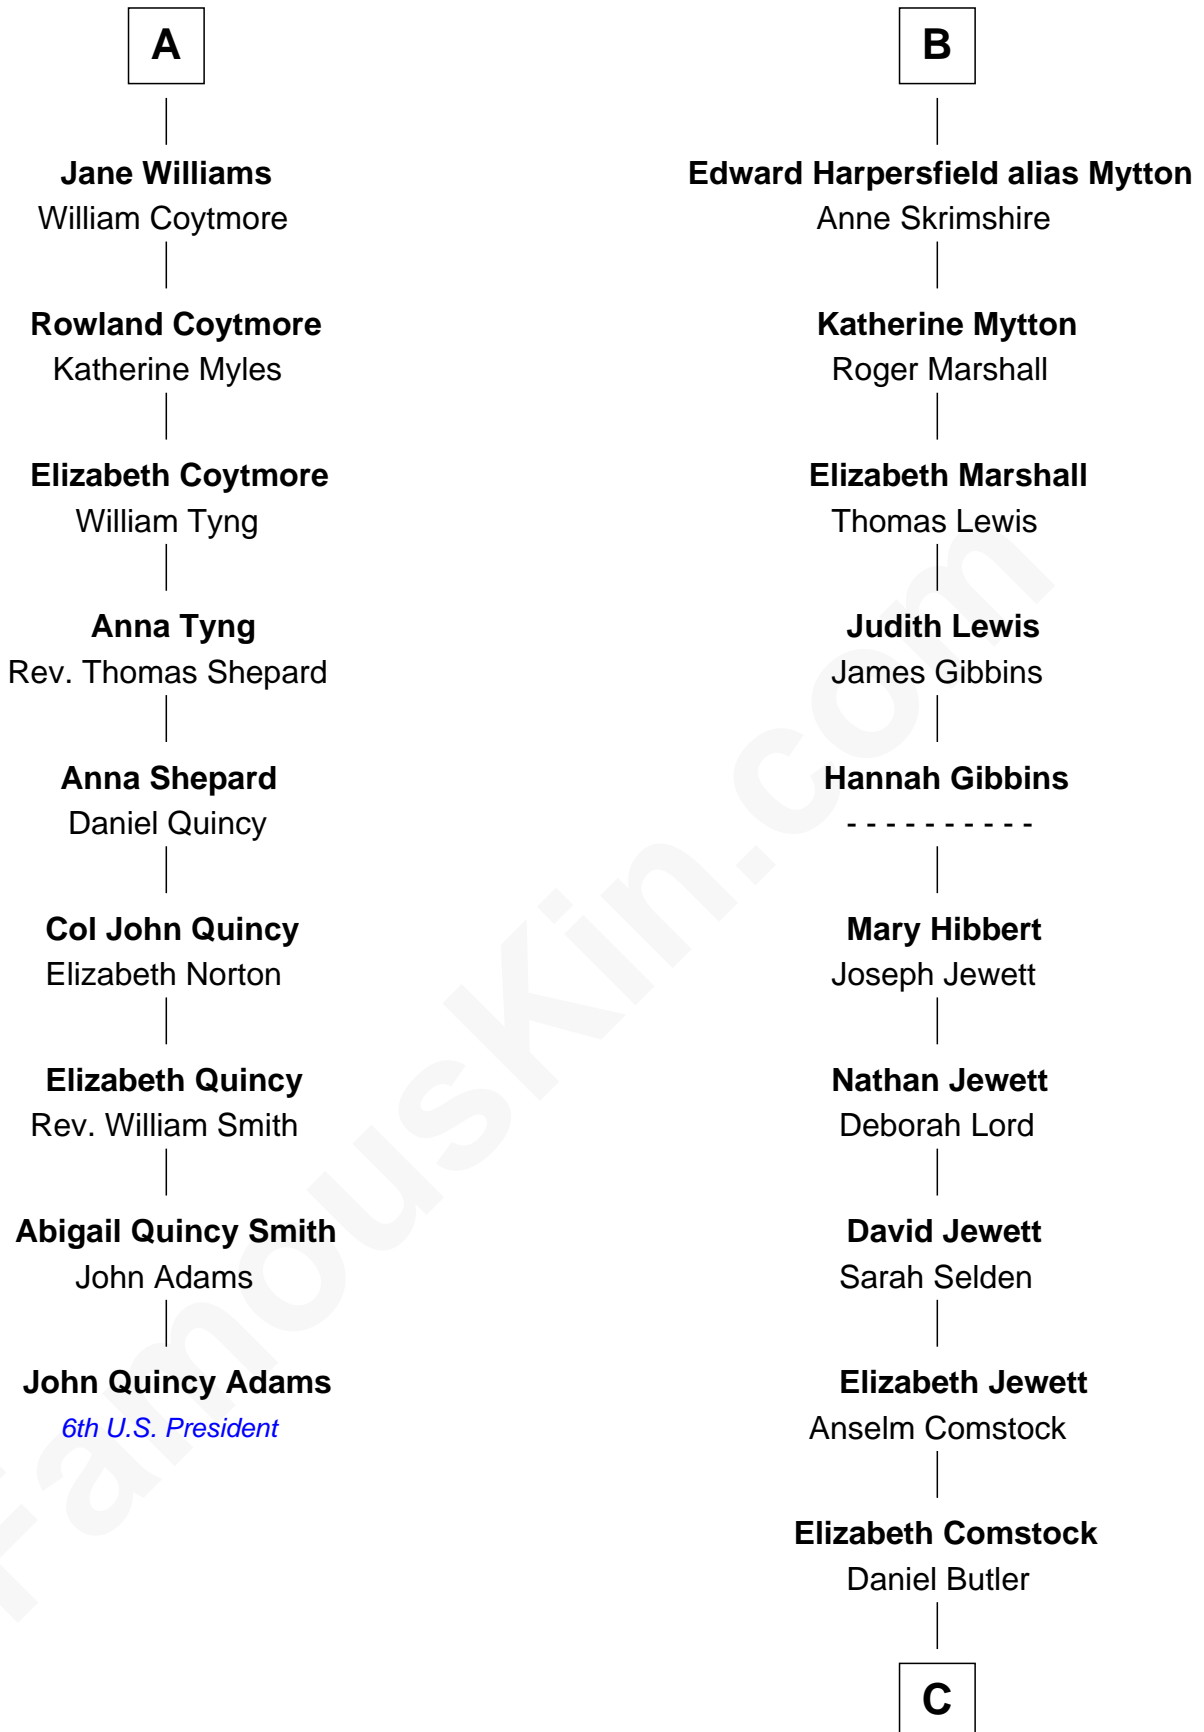 A
Jane Williams
William Coytmore
Rowland Coytmore
Katherine Myles
Elizabeth Coytmore
William Tyng
Anna Tyng
Rev. Thomas Shepard
Anna Shepard
Daniel Quincy
Col John Quincy
Elizabeth Norton
Elizabeth Quincy
Rev. William Smith
Abigail Quincy Smith
John Adams
John Quincy Adams
6th U.S. President
B
Edward Harpersfield alias Mytton
Anne Skrimshire
Katherine Mytton
Roger Marshall
Elizabeth Marshall
Thomas Lewis
Judith Lewis
James Gibbins
Hannah Gibbins
- - - - - - - - - -
Mary Hibbert
Joseph Jewett
Nathan Jewett
Deborah Lord
David Jewett
Sarah Selden
Elizabeth Jewett
Anselm Comstock
Elizabeth Comstock
Daniel Butler
C
FamousKin.com